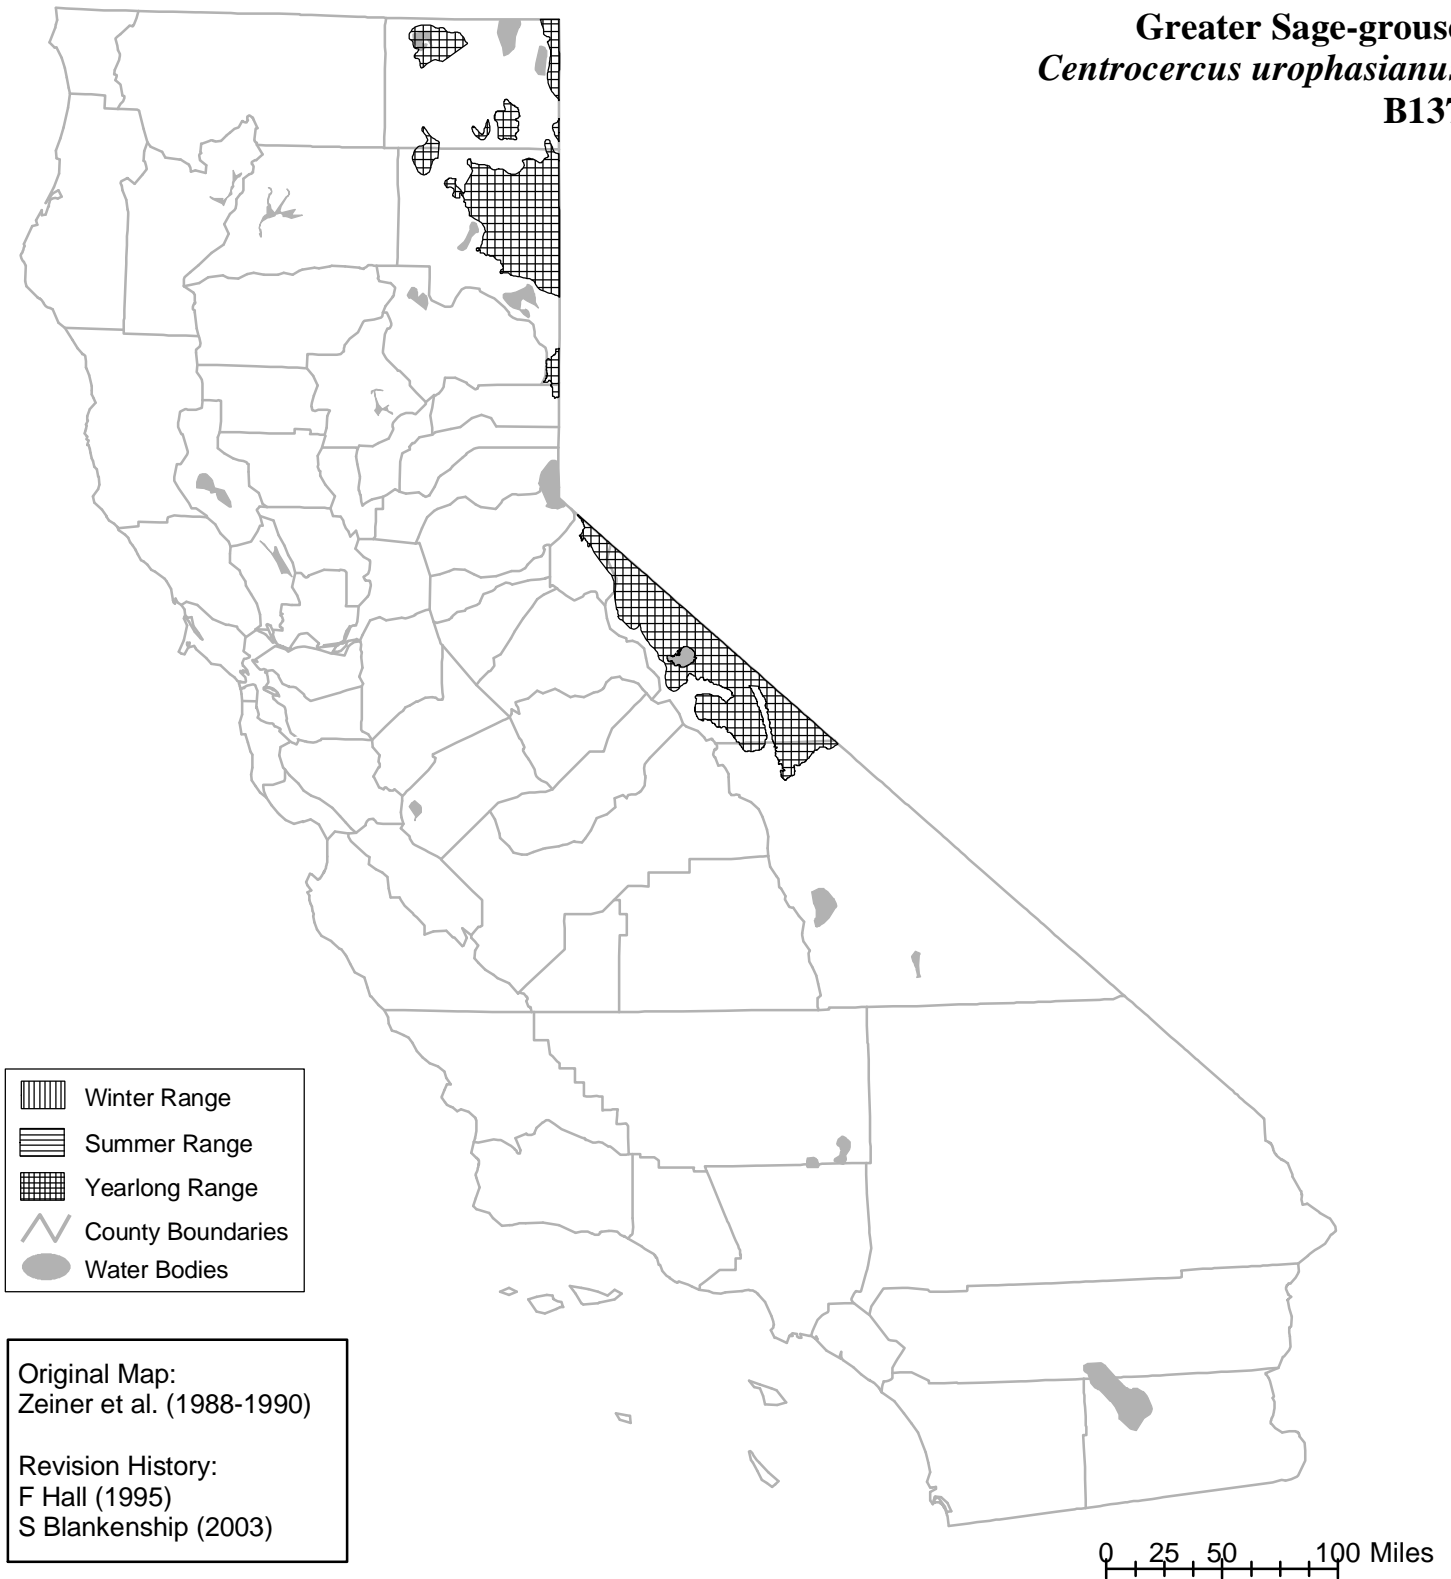 Greater Sage-grouse
Centrocercus urophasianus
B137
Winter Range
Summer Range
Yearlong Range
County Boundaries
Water Bodies
Original Map:
Zeiner et al. (1988-1990)
Revision History:
F Hall (1995)
S Blankenship (2003)
0 25 50 100 Miles